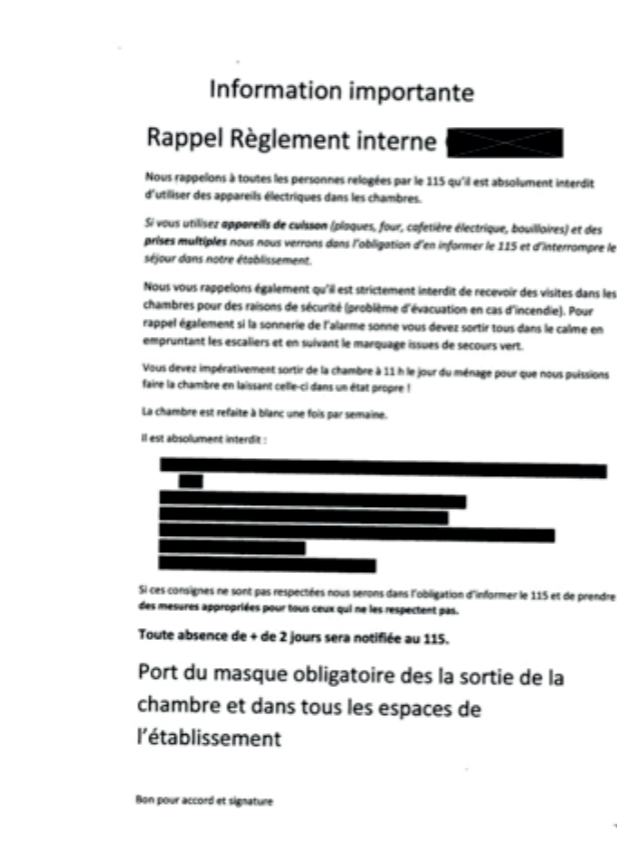 Information importante
Rappel Règlement interne
Nous rappelons à toutes les personnes relogées par le 115 qu'il est absolument interdit
d'utiliser des appareils électriques dans les chambres.
Si vous utilisez appareils de cuisson (plaques, four, cafetière électrique, bouilloires) et des
prises multiples nous nous verrons dans l'obligation d'en informer le 115 et d'interrompre le
séjour dans notre établissement.
Nous vous rappelons également qu'il est strictement interdit de recevoir des visites dans les
chambres pour des raisons de sécurité (problème d'évacuation en cas d'incendie). Pour
rappel également si la sonnerie de l'alarme sonne vous devez sortir tous dans le calme en
empruntant les escaliers et en suivant le marquage issues de secours vert.
Vous devez impérativement sortir de la chambre à 11 h le jour du ménage pour que nous puissions
faire la chambre en laissant celle-ci dans un état propre !
La chambre est refaite à blanc une fois par semaine.
Il est absolument interdit :
Si ces consignes ne sont pas respectées nous serons dans l'obligation d'informer le 115 et de prendre
des mesures appropriées pour tous ceux qui ne les respectent pas.
Toute absence de + de 2 jours sera notifiée au 115.
Port du masque obligatoire des la sortie de la
chambre et dans tous les espaces de
l'établissement
Bon pour accord et signature